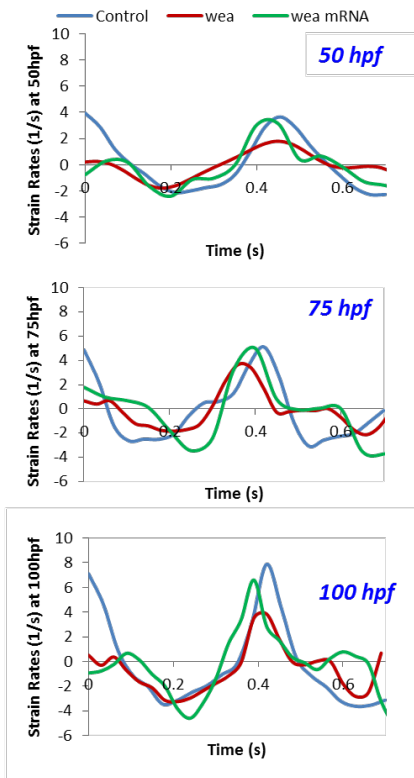 Control wea wea mRNA
50 hpf
Strain Rates (1/s) at 50hpf
10
8
6
4
2
0
-2
-4
-6
0 0.2 0.4 0.6
Time (s)
75 hpf
Strain Rates (1/s) at 75hpf
10
8
6
4
2
0
-2
-4
-6
0 0.2 0.4 0.6
Time (s)
100 hpf
Strain Rates (1/s) at 100hpf
10
8
6
4
2
0
-2
-4
-6
0 0.2 0.4 0.6
Time (s)